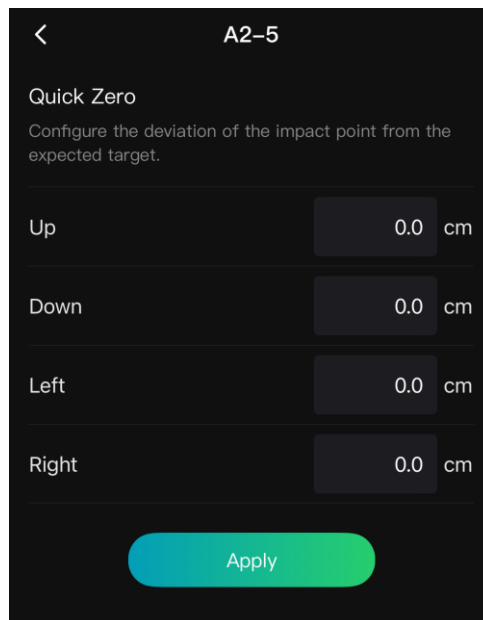 A2-5
Quick Zero
Configure the deviation of the impact point from the
expected target.
Up 0.0 cm
Down 0.0 cm
Left 0.0 cm
Right 0.0 cm
Apply